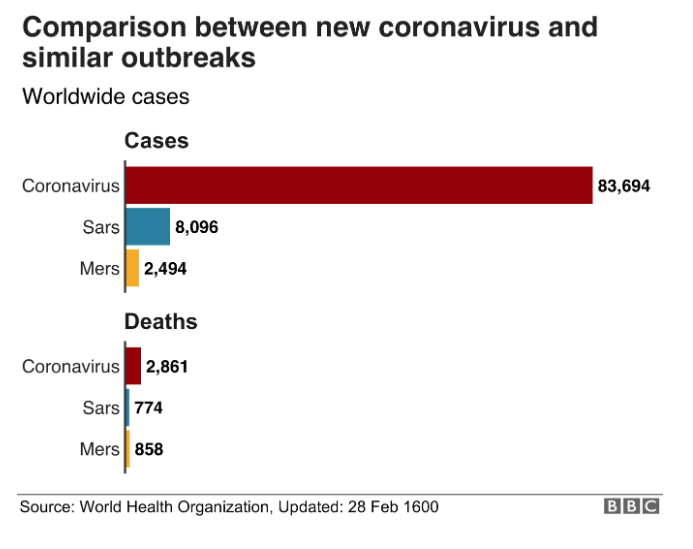 Comparison between new coronavirus and
similar outbreaks
Worldwide cases
Cases
Coronavirus 83,694
Sars 8,096
Mers 2,494
Deaths
Coronavirus 2,861
Sars 774
Mers 858
Source: World Health Organization, Updated: 28 Feb 1600 BBC